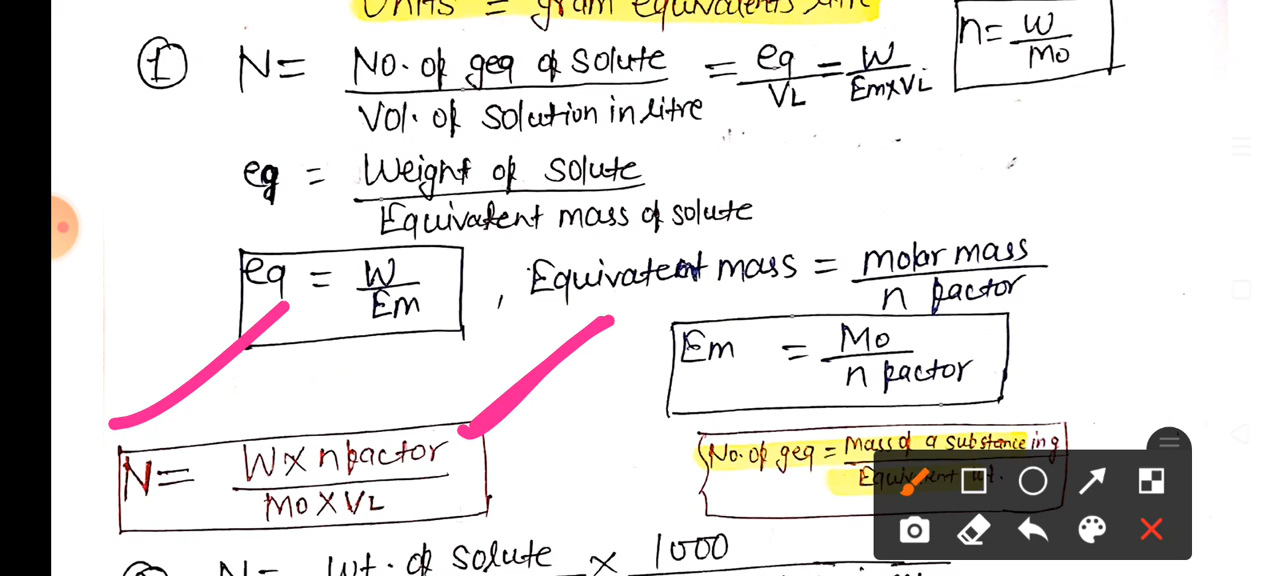 Units = gram equivalents/litre
① N = No. of geq of solute / Vol. of solution in litre = eq / VL = W / Em×VL
n = W / Mo
eq = Weight of solute / Equivalent mass of solute
eq = W / Em , Equivalent mass = molar mass / n factor
Em = Mo / n factor
N = W × n factor / Mo × VL
No. of geq = Mass of a substance in g / Equivalent wt.
N = Wt. of solute × 1000